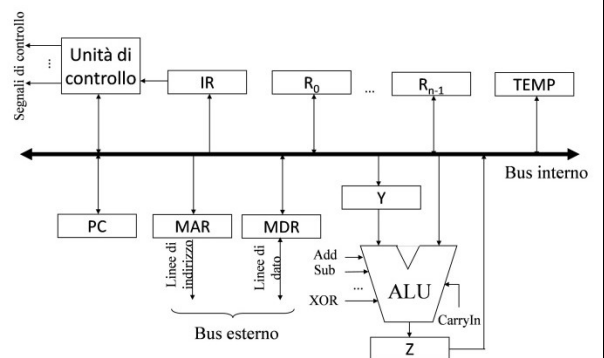 Segnali di controllo
...
Unità di
controllo
IR
R0
...
Rn-1
TEMP
Bus interno
PC
MAR
MDR
Y
Linee di
indirizzo
Linee di
dato
Bus esterno
Add
Sub
...
XOR
ALU
CarryIn
Z